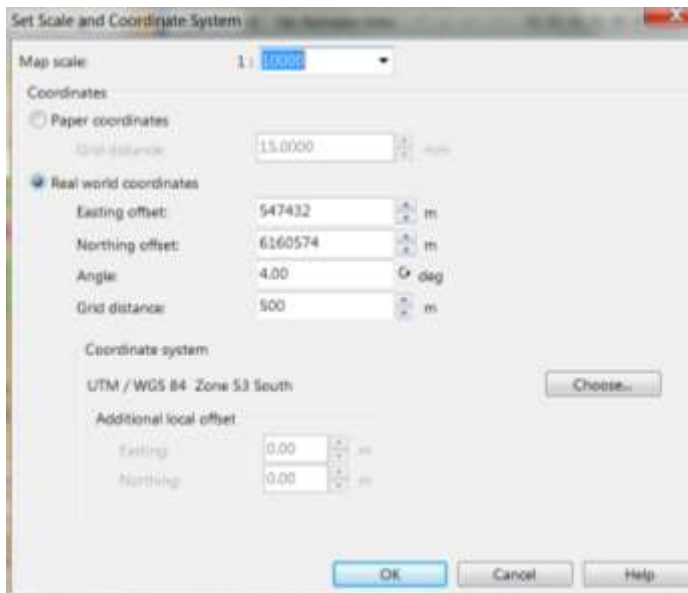 Set Scale and Coordinate System
Map scale: 1 : 10000
Coordinates
Paper coordinates
Grid distance: 15.0000 mm
Real world coordinates
Easting offset: 547432 m
Northing offset: 6160574 m
Angle: 4.00 deg
Grid distance: 500 m
Coordinate system
UTM / WGS 84 Zone 53 South
Choose...
Additional local offset
Easting: 0.00 m
Northing: 0.00 m
OK Cancel Help